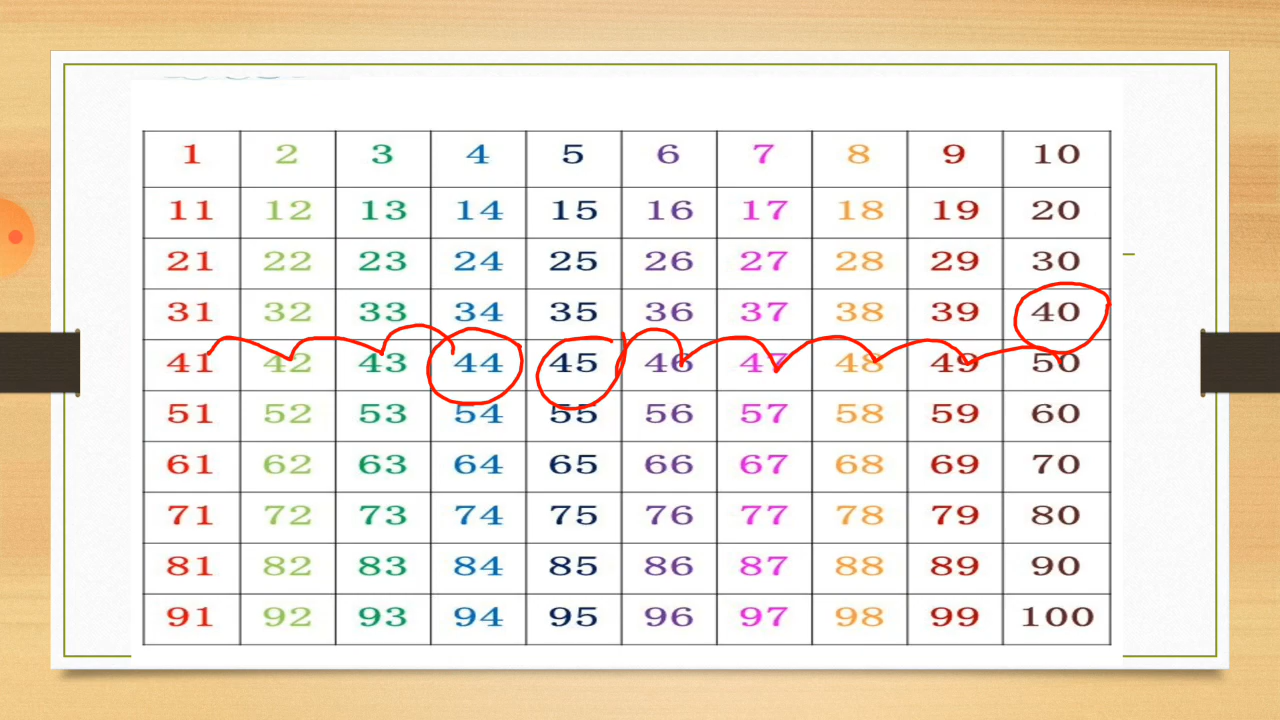 1 2 3 4 5 6 7 8 9 10
11 12 13 14 15 16 17 18 19 20
21 22 23 24 25 26 27 28 29 30
31 32 33 34 35 36 37 38 39 40
41 42 43 44 45 46 47 48 49 50
51 52 53 54 55 56 57 58 59 60
61 62 63 64 65 66 67 68 69 70
71 72 73 74 75 76 77 78 79 80
81 82 83 84 85 86 87 88 89 90
91 92 93 94 95 96 97 98 99 100